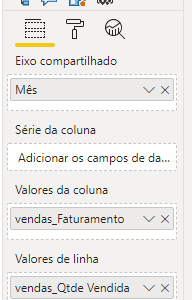 Eixo compartilhado
Mês
Série da coluna
Adicionar os campos de da...
Valores da coluna
vendas_Faturamento
Valores de linha
vendas_Qtde Vendida